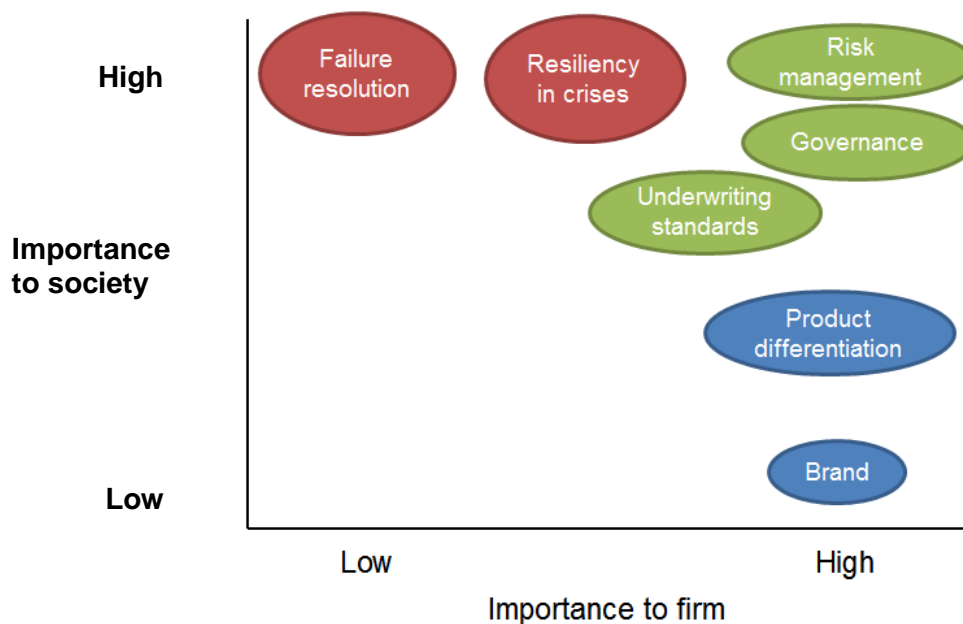 High
Failure
resolution
Resiliency
in crises
Risk
management
Governance
Underwriting
standards
Importance
to society
Product
differentiation
Brand
Low
Low
High
Importance to firm